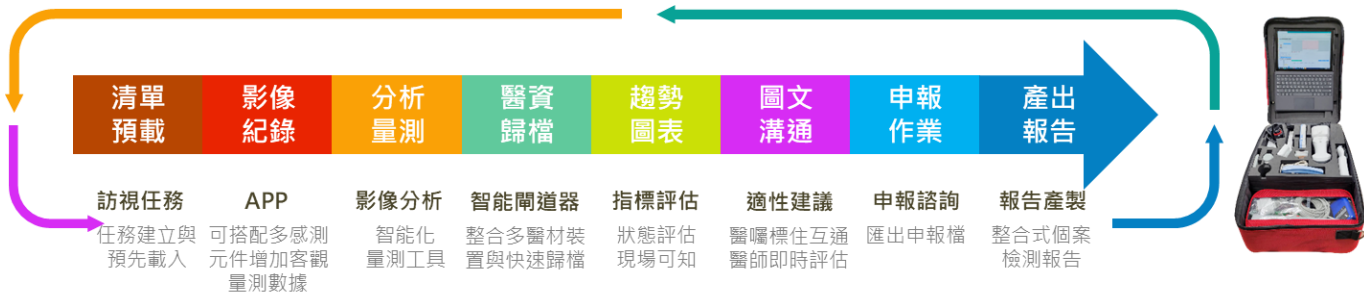 清單
預載
影像
紀錄
分析
量測
醫資
歸檔
趨勢
圖表
圖文
溝通
申報
作業
產出
報告
訪視任務
任務建立與
預先載入
APP
可搭配多感測
元件增加客觀
量測數據
影像分析
智能化
量測工具
智能閘道器
整合多醫材裝
置與快速歸檔
指標評估
狀態評估
現場可知
適性建議
醫囑標住互通
醫師即時評估
申報諮詢
匯出申報檔
報告產製
整合式個案
檢測報告